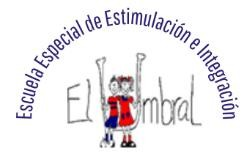 Escuela Especial de Estimulación e Integración
El Umbral